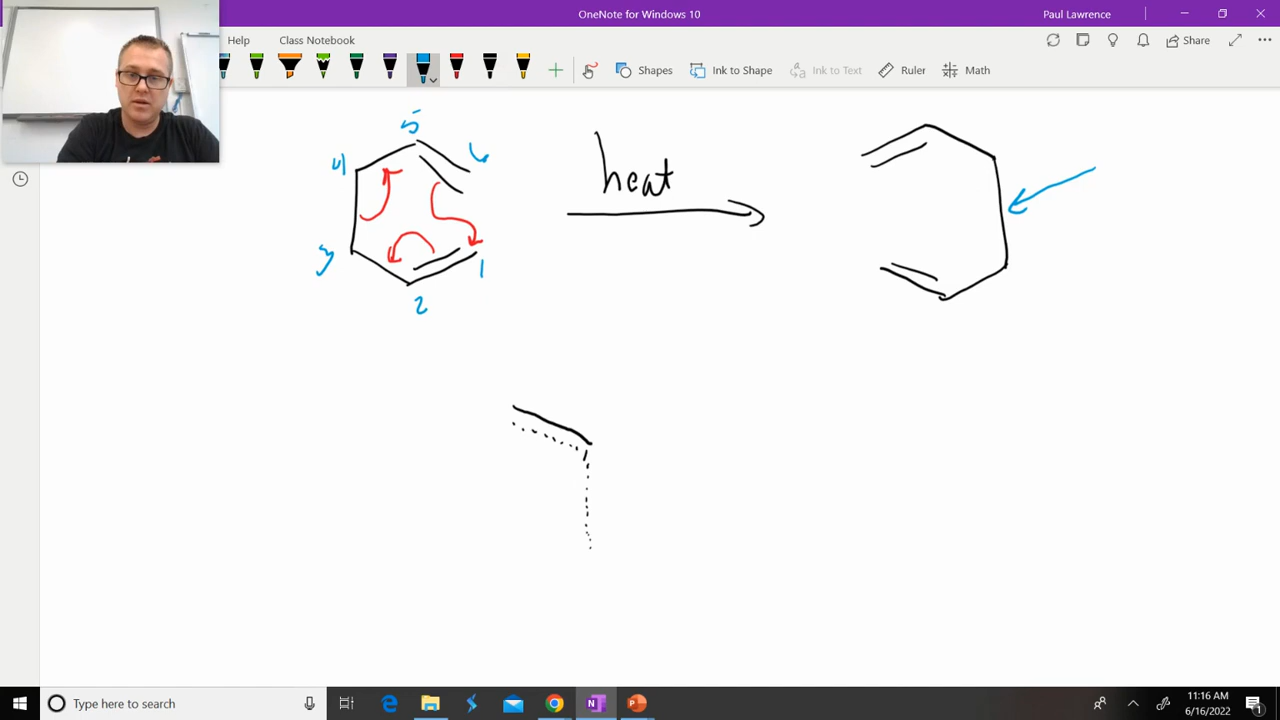 OneNote for Windows 10
Paul Lawrence
Help
Class Notebook
Share
Shapes
Ink to Shape
Ink to Text
Ruler
Math
5
4
6
heat
3
1
2
Type here to search
11:16 AM
6/16/2022
1